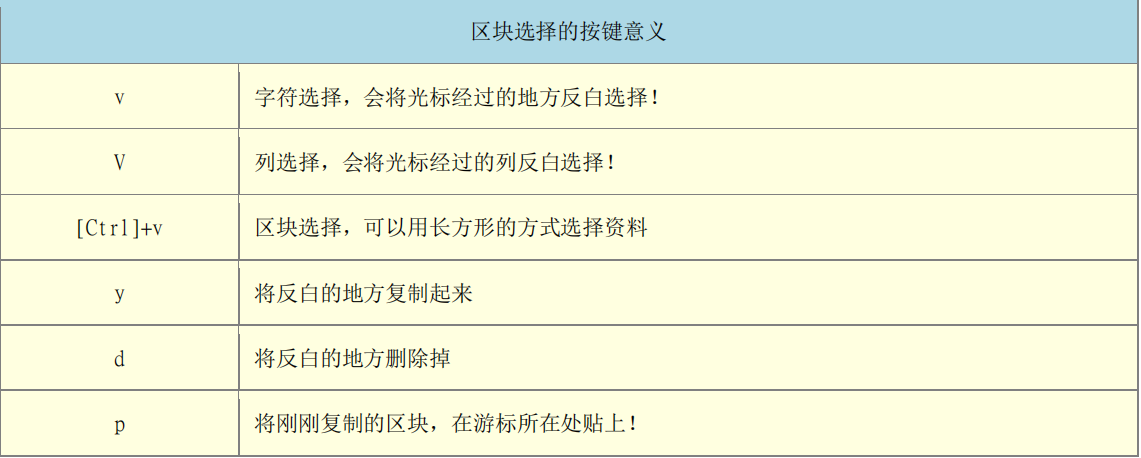 区块选择的按键意义
v 字符选择，会将光标经过的地方反白选择！
V 列选择，会将光标经过的列反白选择！
[Ctrl]+v 区块选择，可以用长方形的方式选择资料
y 将反白的地方复制起来
d 将反白的地方删除掉
p 将刚刚复制的区块，在游标所在处贴上！